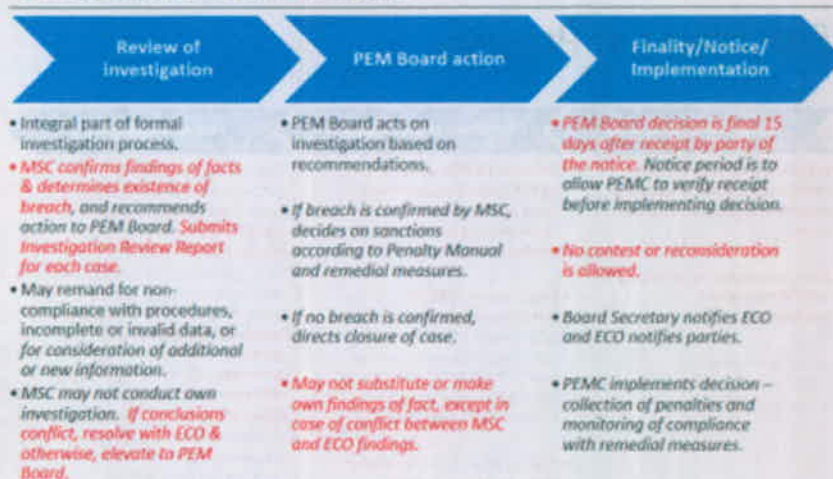 Review of
investigation
PEM Board action
Finality/Notice/
Implementation
• Integral part of formal
investigation process.
• MSC confirms findings of facts
& determines existence of
breach, and recommends
action to PEM Board. Submits
Investigation Review Report
for each case.
• May remand for non-
compliance with procedures,
incomplete or invalid data, or
for consideration of additional
or new information.
• MSC may not conduct own
investigation. If conclusions
conflict, resolve with ECO &
otherwise, elevate to PEM
Board.
• PEM Board acts on
investigation based on
recommendations.
• If breach is confirmed by MSC,
decides on sanctions
according to Penalty Manual
and remedial measures.
• If no breach is confirmed,
directs closure of case.
• May not substitute or make
own findings of fact, except in
case of conflict between MSC
and ECO findings.
• PEM Board decision is final 15
days after receipt by party of
the notice. Notice period is to
allow PEMC to verify receipt
before implementing decision.
• No contest or reconsideration
is allowed.
• Board Secretary notifies ECO
and ECO notifies parties.
• PEMC implements decision –
collection of penalties and
monitoring of compliance
with remedial measures.